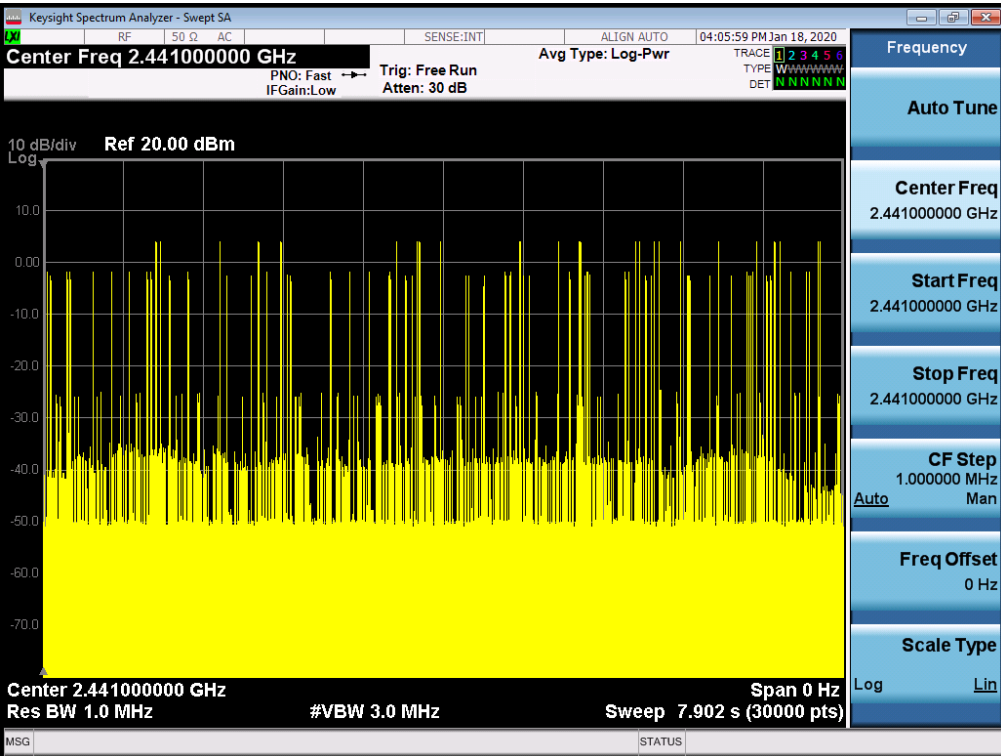 Keysight Spectrum Analyzer - Swept SA
LXI RF 50 Ω AC SENSE:INT ALIGN AUTO 04:05:59 PM Jan 18, 2020
Center Freq 2.441000000 GHz
PNO: Fast
IFGain:Low
Trig: Free Run
Atten: 30 dB
Avg Type: Log-Pwr
TRACE 1 2 3 4 5 6
TYPE WWWWWW
DET N N N N N N
10 dB/div Ref 20.00 dBm
Log
10.0
0.00
-10.0
-20.0
-30.0
-40.0
-50.0
-60.0
-70.0
Center 2.441000000 GHz Span 0 Hz
Res BW 1.0 MHz #VBW 3.0 MHz Sweep 7.902 s (30000 pts)
MSG STATUS
Frequency
Auto Tune
Center Freq
2.441000000 GHz
Start Freq
2.441000000 GHz
Stop Freq
2.441000000 GHz
CF Step
1.000000 MHz
Auto Man
Freq Offset
0 Hz
Scale Type
Log Lin